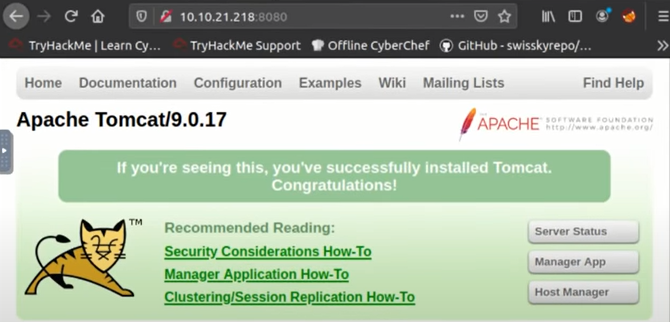 10.10.21.218:8080
TryHackMe | Learn Cy... TryHackMe Support Offline CyberChef GitHub - swisskyrepo/...
Home Documentation Configuration Examples Wiki Mailing Lists Find Help
Apache Tomcat/9.0.17
APACHE SOFTWARE FOUNDATION
http://www.apache.org/
If you're seeing this, you've successfully installed Tomcat.
Congratulations!
TM
Recommended Reading:
Security Considerations How-To
Manager Application How-To
Clustering/Session Replication How-To
Server Status
Manager App
Host Manager